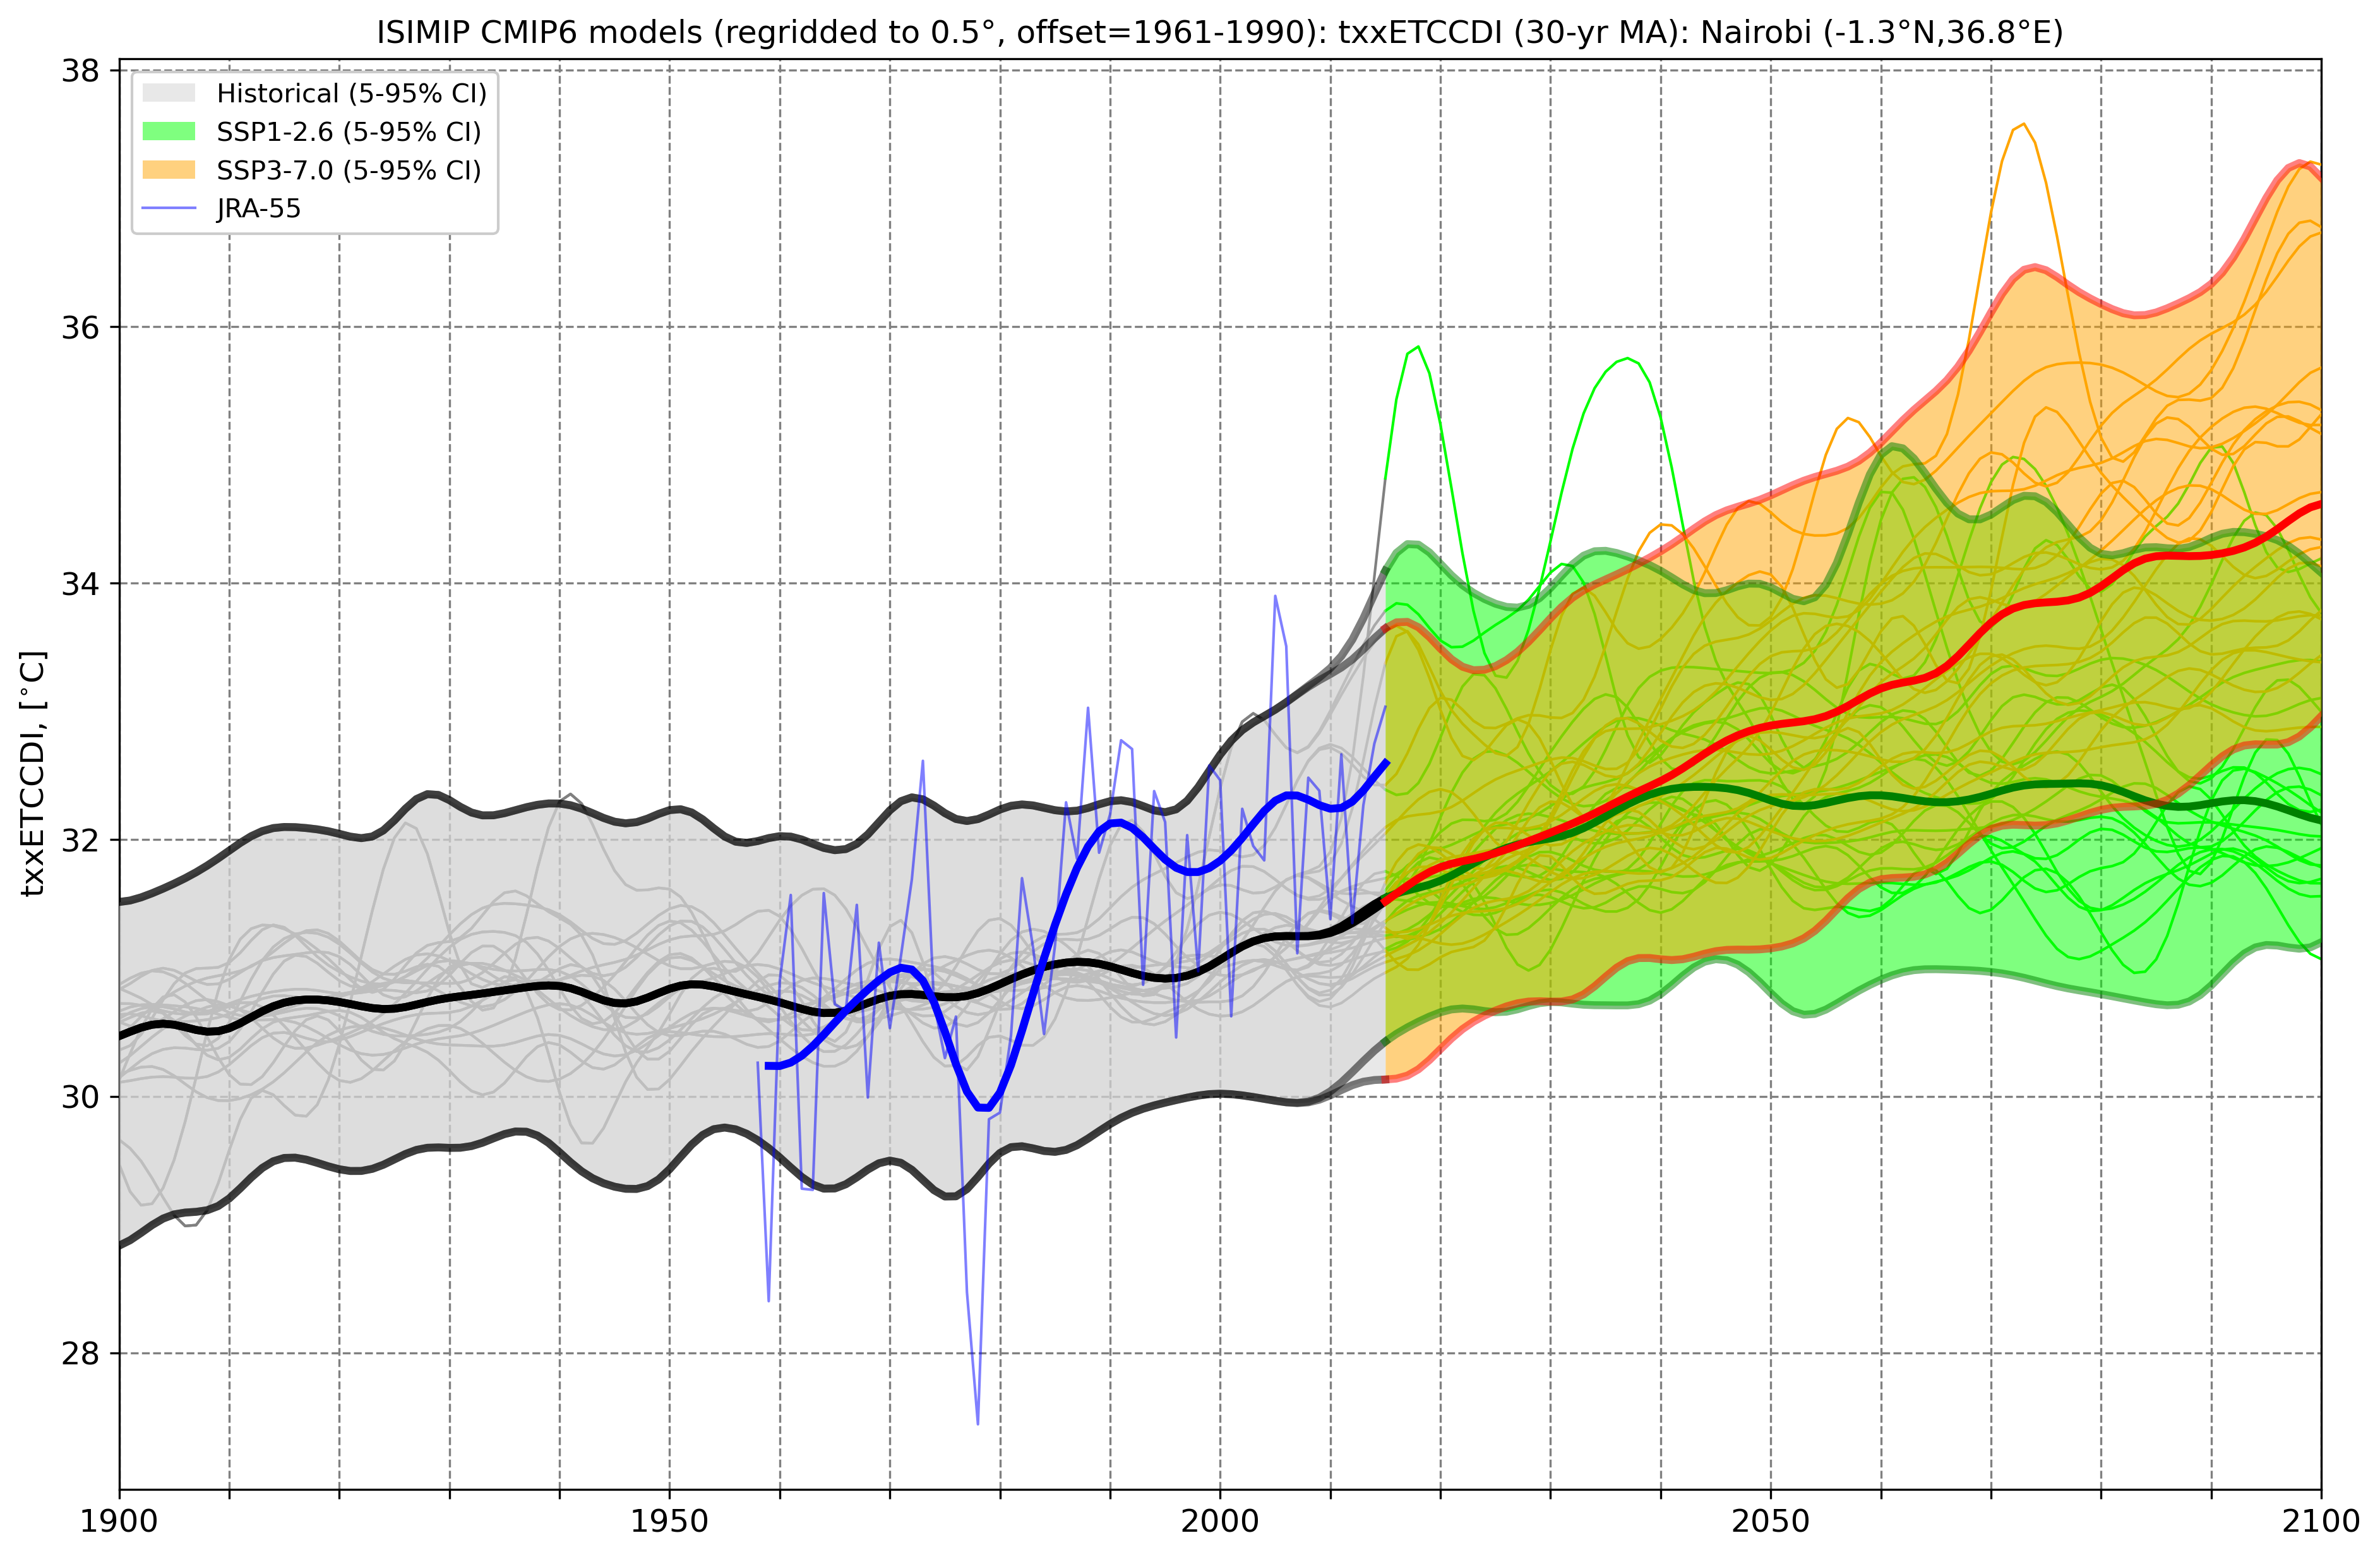 ISIMIP CMIP6 models (regridded to 0.5°, offset=1961-1990): txxETCCDI (30-yr MA): Nairobi (-1.3°N,36.8°E)
Historical (5-95% CI)
SSP1-2.6 (5-95% CI)
SSP3-7.0 (5-95% CI)
JRA-55
txxETCCDI, [°C]
38
36
34
32
30
28
1900
1950
2000
2050
2100